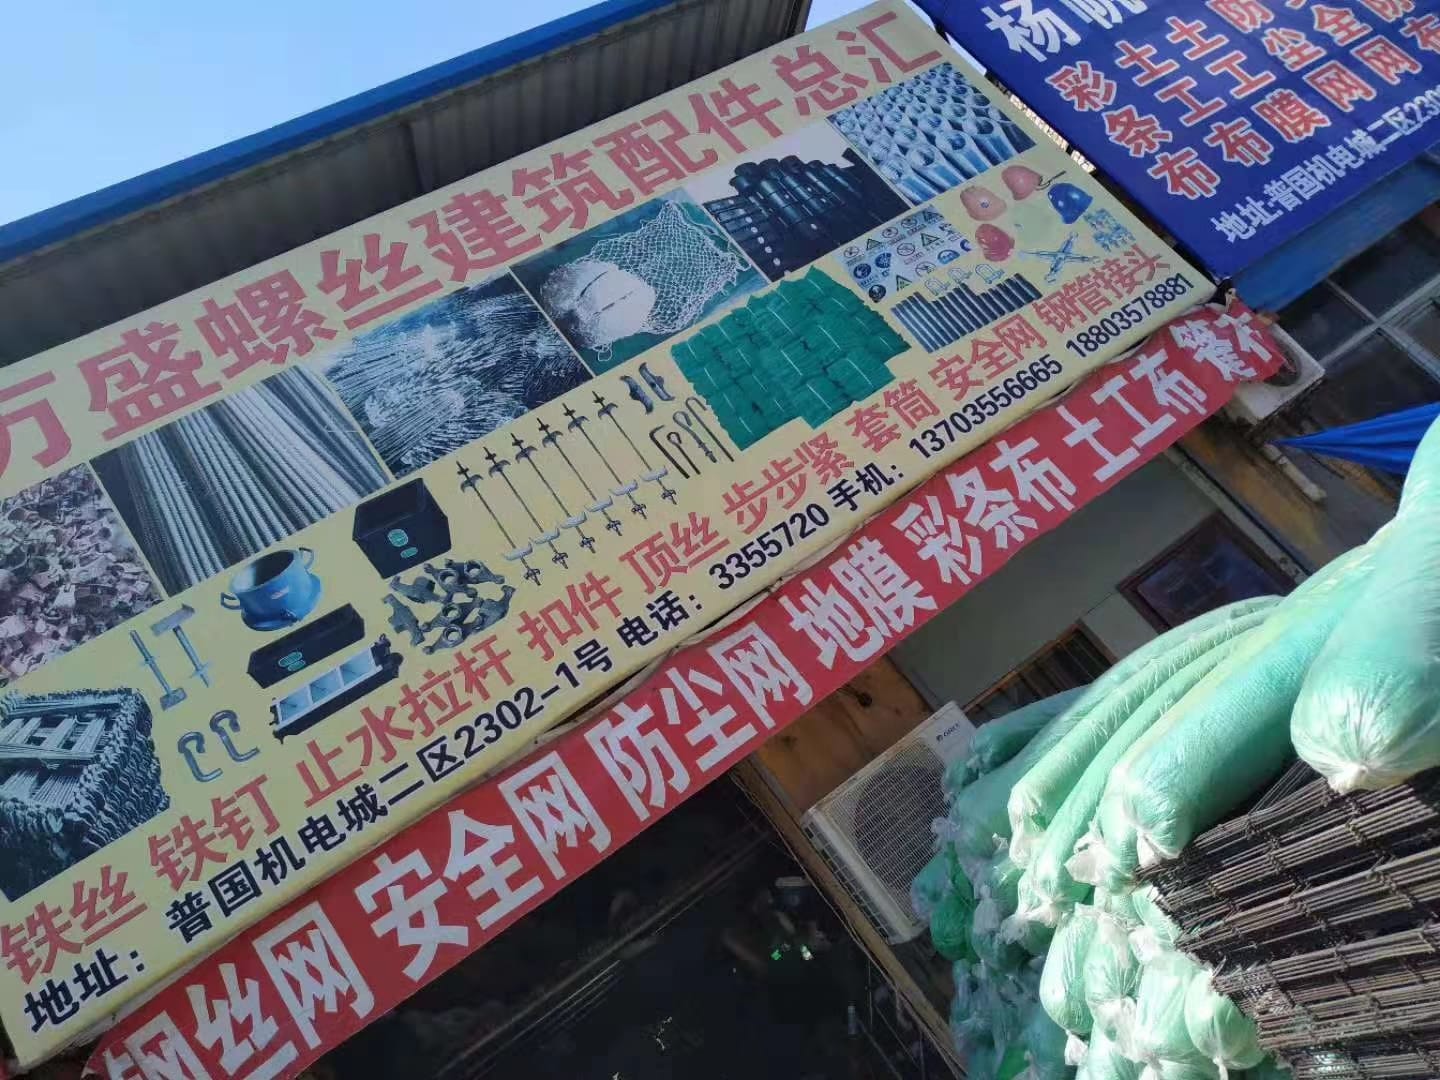 万盛螺丝建筑配件总汇
铁丝 铁钉 止水拉杆 扣件 顶丝 步步紧 套筒 安全网 钢管接头
地址：普国机电城二区2302-1号 电话：3355720 手机：13703556665 18803578881
钢丝网 安全网 防尘网 地膜 彩条布 土工布
杨帆
彩条布
土工布
土工膜
防尘网
安全网
地址:普国机电城二区230
GREE